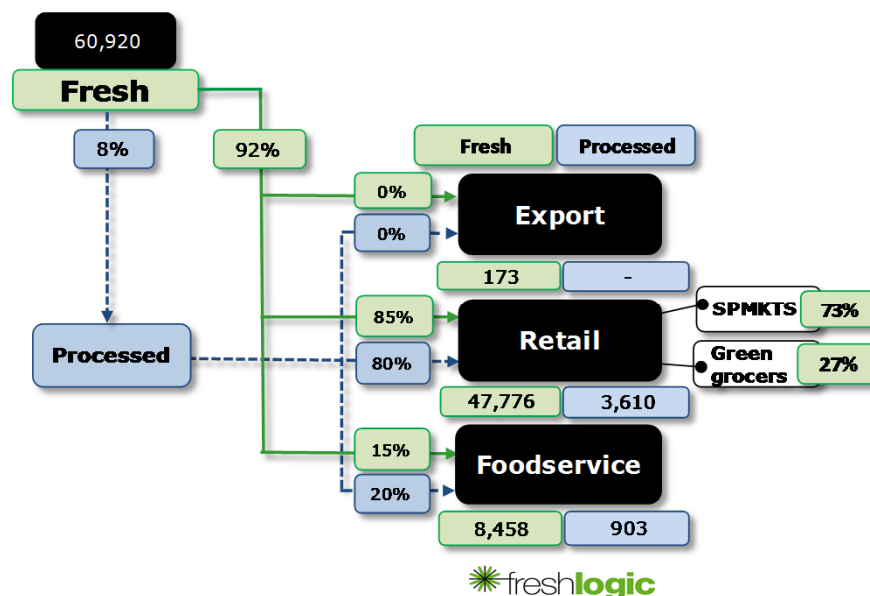 60,920
Fresh
8%
92%
Fresh
Processed
0%
Export
0%
173
-
85%
Retail
SPMKTS
73%
Processed
80%
Green
grocers
27%
47,776
3,610
15%
Foodservice
20%
8,458
903
freshlogic